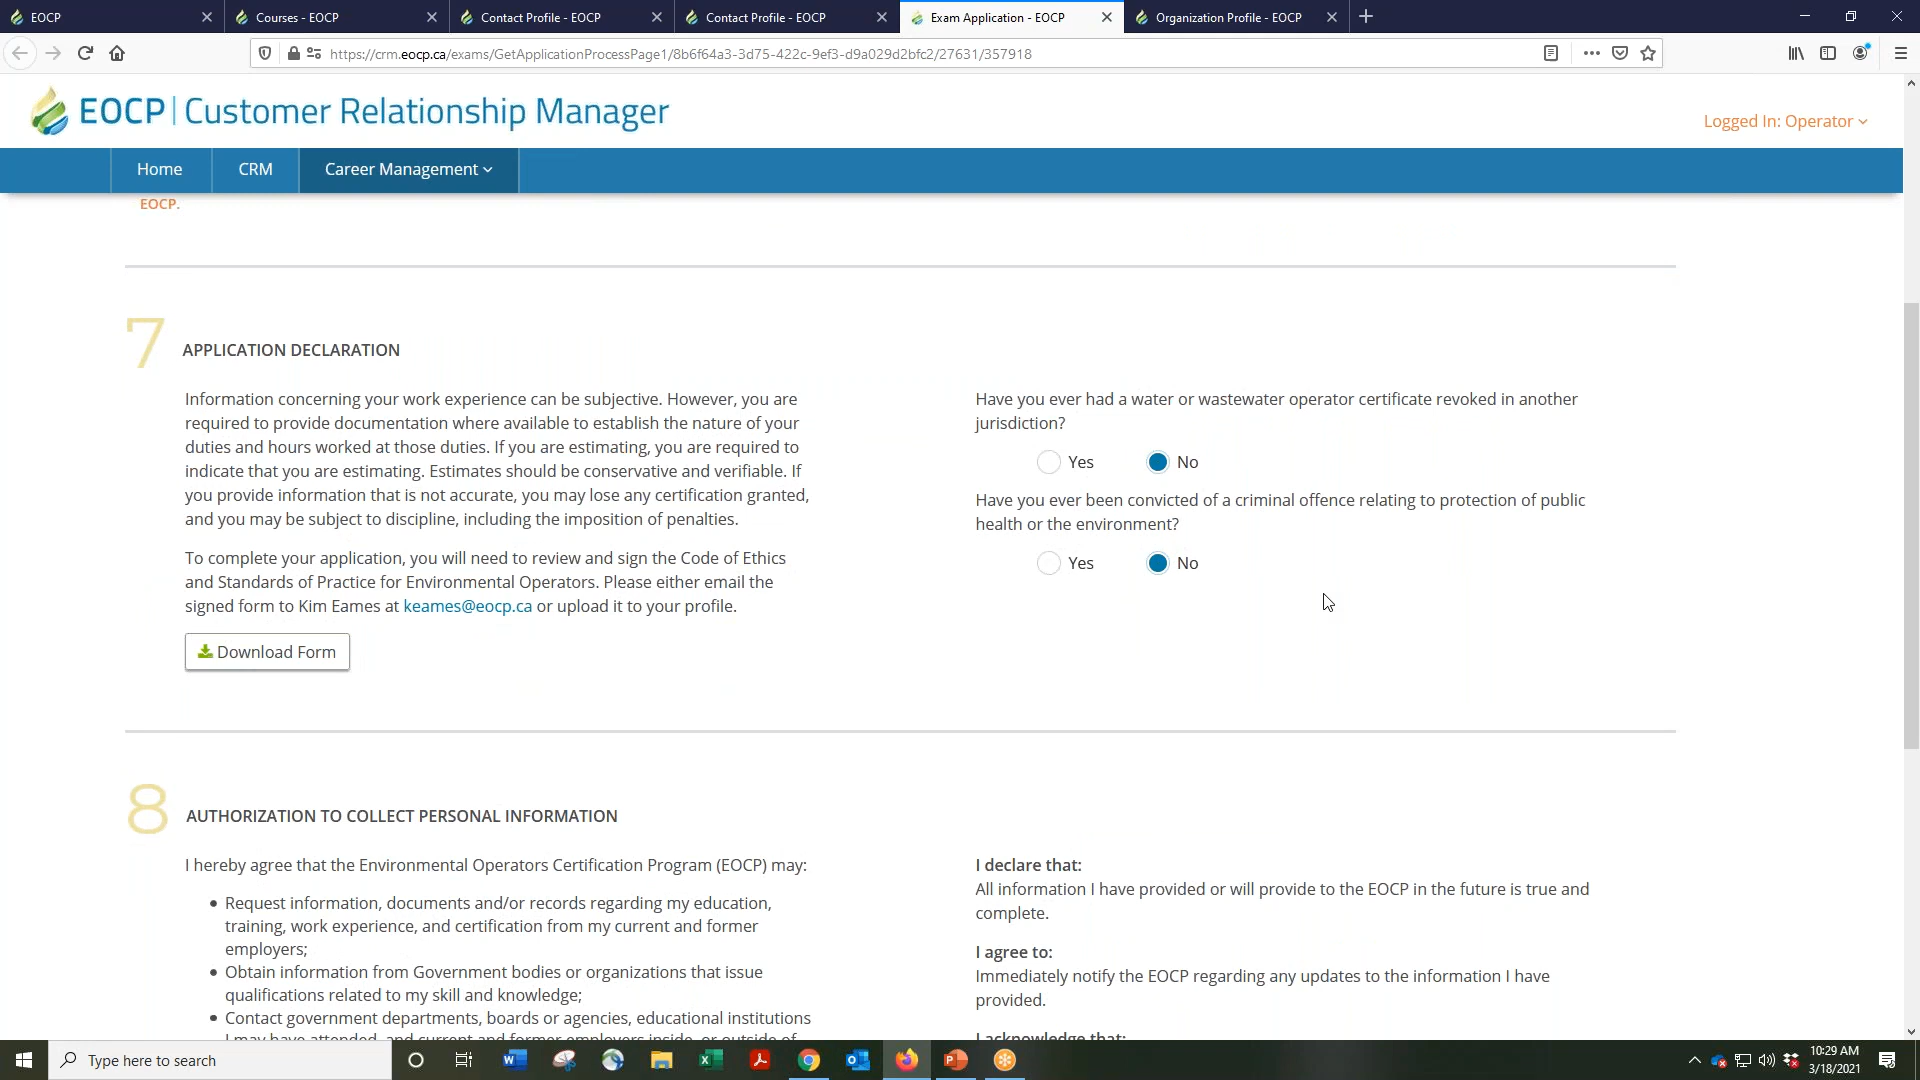 EOCP
Courses - EOCP
Contact Profile - EOCP
Contact Profile - EOCP
Exam Application - EOCP
Organization Profile - EOCP
https://crm.eocp.ca/exams/GetApplicationProcessPage1/8b6f64a3-3d75-422c-9ef3-d9a029d2bfc2/27631/357918
EOCP | Customer Relationship Manager
Logged In: Operator
Home
CRM
Career Management
EOCP.
7
APPLICATION DECLARATION
Information concerning your work experience can be subjective. However, you are
required to provide documentation where available to establish the nature of your
duties and hours worked at those duties. If you are estimating, you are required to
indicate that you are estimating. Estimates should be conservative and verifiable. If
you provide information that is not accurate, you may lose any certification granted,
and you may be subject to discipline, including the imposition of penalties.
To complete your application, you will need to review and sign the Code of Ethics
and Standards of Practice for Environmental Operators. Please either email the
signed form to Kim Eames at keames@eocp.ca or upload it to your profile.
Download Form
Have you ever had a water or wastewater operator certificate revoked in another
jurisdiction?
Yes
No
Have you ever been convicted of a criminal offence relating to protection of public
health or the environment?
Yes
No
8
AUTHORIZATION TO COLLECT PERSONAL INFORMATION
I hereby agree that the Environmental Operators Certification Program (EOCP) may:
• Request information, documents and/or records regarding my education,
training, work experience, and certification from my current and former
employers;
• Obtain information from Government bodies or organizations that issue
qualifications related to my skill and knowledge;
• Contact government departments, boards or agencies, educational institutions
I may have attended, and current and former employers inside, or outside of
I declare that:
All information I have provided or will provide to the EOCP in the future is true and
complete.
I agree to:
Immediately notify the EOCP regarding any updates to the information I have
provided.
I acknowledge that:
Type here to search
10:29 AM
3/18/2021